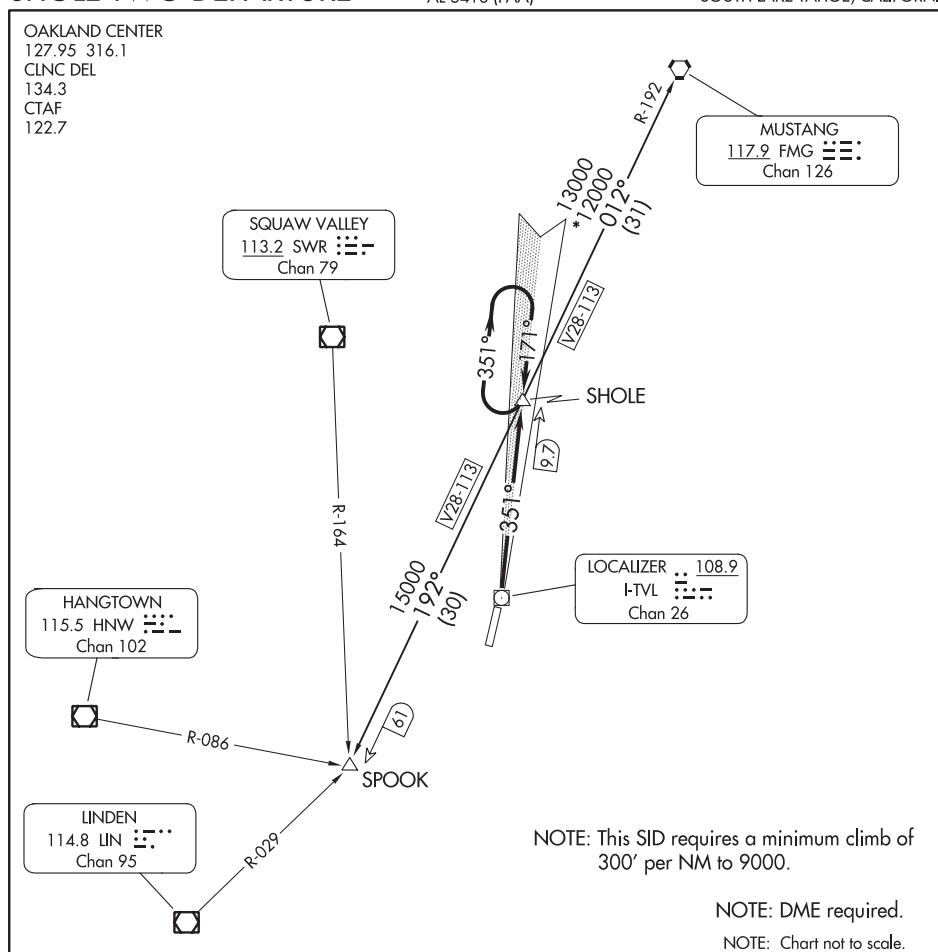 OAKLAND CENTER
127.95 316.1
CLNC DEL
134.3
CTAF
122.7
R-192
MUSTANG
117.9 FMG
Chan 126
13000
*12000
012°
(31)
SQUAW VALLEY
113.2 SWR
Chan 79
V28-113
351°
171°
SHOLE
9.7
V28-113
351°
R-164
15000
192°
(30)
LOCALIZER 108.9
I-TVL
Chan 26
HANGTOWN
115.5 HNW
Chan 102
R-086
61
SPOOK
LINDEN
114.8 LIN
Chan 95
R-029
NOTE: This SID requires a minimum climb of
300' per NM to 9000.
NOTE: DME required.
NOTE: Chart not to scale.